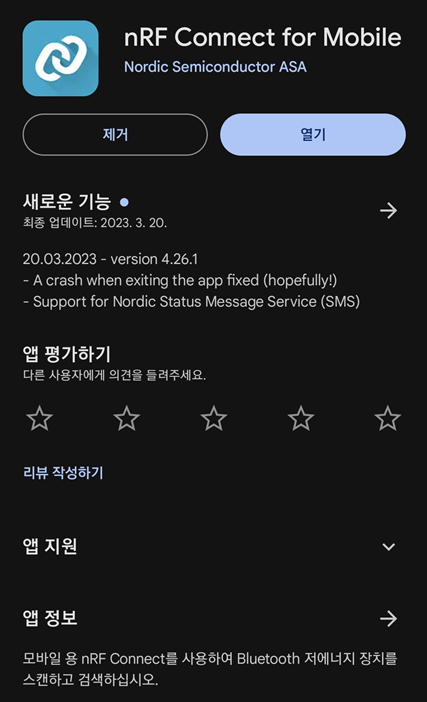 nRF Connect for Mobile
Nordic Semiconductor ASA
제거
열기
새로운 기능
최종 업데이트: 2023. 3. 20.
20.03.2023 - version 4.26.1
- A crash when exiting the app fixed (hopefully!)
- Support for Nordic Status Message Service (SMS)
앱 평가하기
다른 사용자에게 의견을 들려주세요.
리뷰 작성하기
앱 지원
앱 정보
모바일 용 nRF Connect를 사용하여 Bluetooth 저에너지 장치를
스캔하고 검색하십시오.